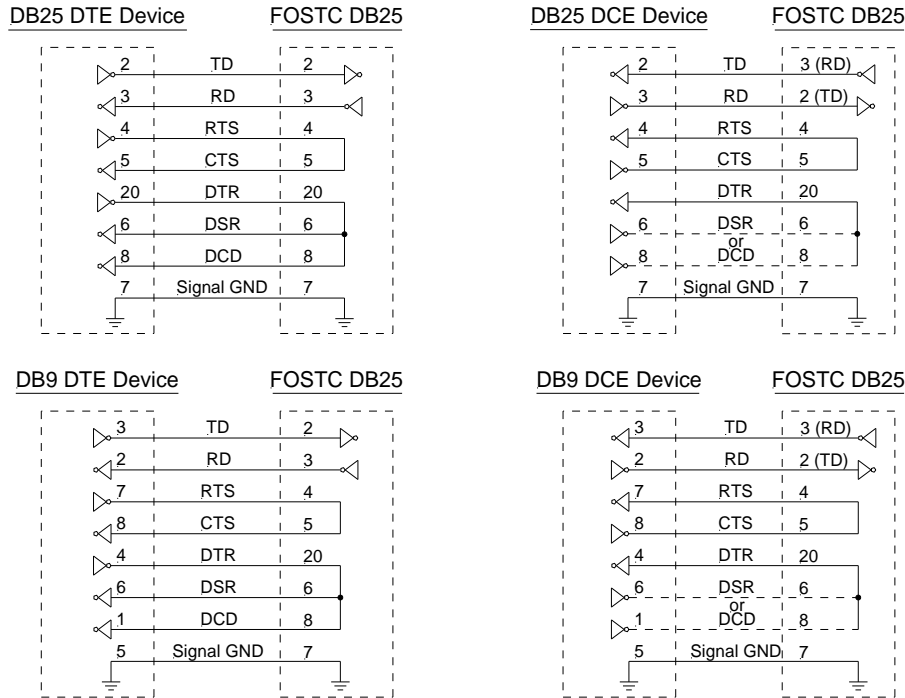 DB25 DTE Device FOSTC DB25
2 TD 2
3 RD 3
4 RTS 4
5 CTS 5
20 DTR 20
6 DSR 6
8 DCD 8
7 Signal GND 7
DB25 DCE Device FOSTC DB25
2 TD 3 (RD)
3 RD 2 (TD)
4 RTS 4
5 CTS 5
DTR 20
6 DSR 6
or
8 DCD 8
7 Signal GND 7
DB9 DTE Device FOSTC DB25
3 TD 2
2 RD 3
7 RTS 4
8 CTS 5
4 DTR 20
6 DSR 6
1 DCD 8
5 Signal GND 7
DB9 DCE Device FOSTC DB25
3 TD 3 (RD)
2 RD 2 (TD)
7 RTS 4
8 CTS 5
4 DTR 20
6 DSR 6
or
1 DCD 8
5 Signal GND 7